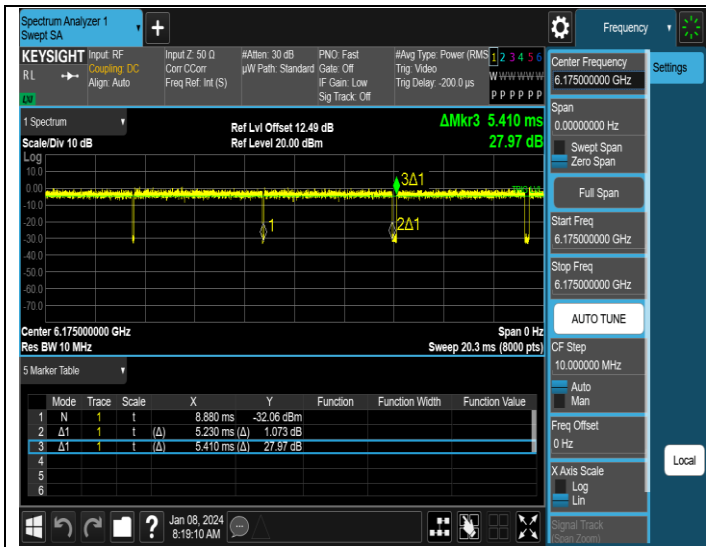 Spectrum Analyzer 1
Swept SA
Frequency
KEYSIGHT
RL
LXI
Input: RF
Coupling: DC
Align: Auto
Input Z: 50 Ω
Corr CCorr
Freq Ref: Int (S)
#Atten: 30 dB
µW Path: Standard
PNO: Fast
Gate: Off
IF Gain: Low
Sig Track: Off
#Avg Type: Power (RMS
Trig: Video
Trig Delay: -200.0 µs
1 2 3 4 5 6
W W W W W W
P P P P P P
Center Frequency
6.175000000 GHz
Settings
Span
0.00000000 Hz
Swept Span
Zero Span
Full Span
Start Freq
6.175000000 GHz
Stop Freq
6.175000000 GHz
AUTO TUNE
CF Step
10.000000 MHz
Auto
Man
Freq Offset
0 Hz
X Axis Scale
Log
Lin
Signal Track
(Span Zoom)
Local
1 Spectrum
Scale/Div 10 dB
Ref Lvl Offset 12.49 dB
Ref Level 20.00 dBm
ΔMkr3 5.410 ms
27.97 dB
Log
10.0
0.00
-10.0
-20.0
-30.0
-40.0
-50.0
-60.0
-70.0
3Δ1
1
2Δ1
Center 6.175000000 GHz
Res BW 10 MHz
Span 0 Hz
Sweep 20.3 ms (8000 pts)
5 Marker Table
Mode Trace Scale X Y Function Function Width Function Value
1 N 1 t 8.880 ms -32.06 dBm
2 Δ1 1 t (Δ) 5.230 ms (Δ) 1.073 dB
3 Δ1 1 t (Δ) 5.410 ms (Δ) 27.97 dB
4
5
6
?
Jan 08, 2024
8:19:10 AM